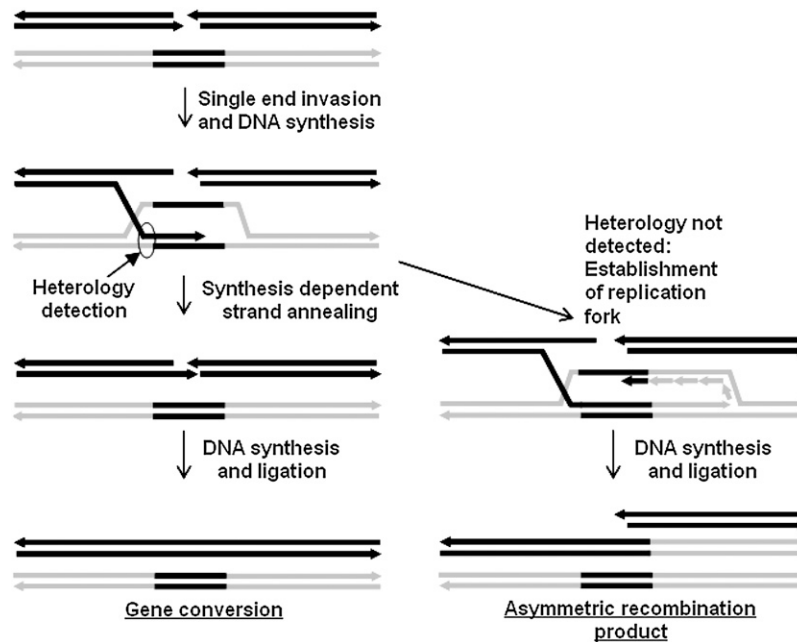 Single end invasion
and DNA synthesis
Heterology
detection
Synthesis dependent
strand annealing
Heterology not
detected:
Establishment
of replication
fork
DNA synthesis
and ligation
DNA synthesis
and ligation
Gene conversion
Asymmetric recombination
product